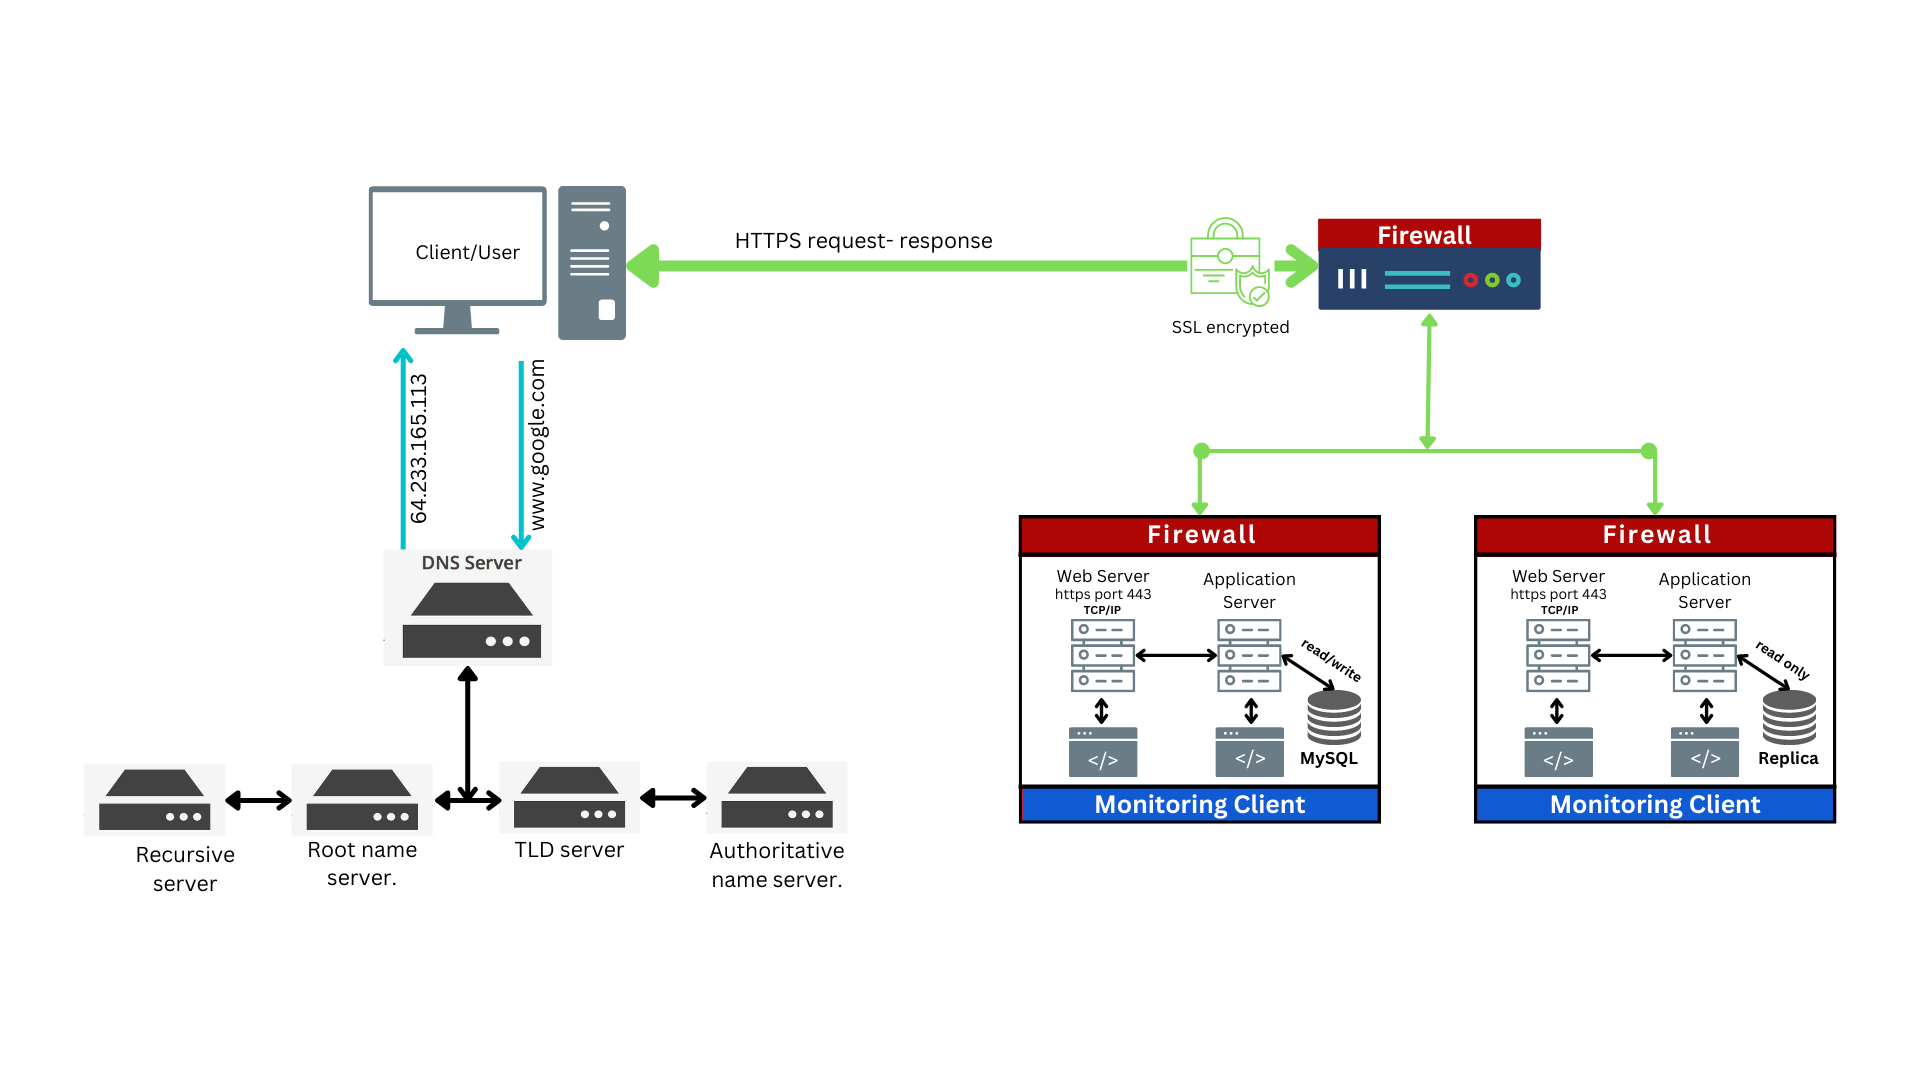 Client/User
HTTPS request- response
SSL encrypted
Firewall
64.233.165.113
www.google.com
DNS Server
Recursive
server
Root name
server.
TLD server
Authoritative
name server.
Firewall
Web Server
https port 443
TCP/IP
Application
Server
read/write
</>
</>
MySQL
Monitoring Client
Firewall
Web Server
https port 443
TCP/IP
Application
Server
read only
</>
</>
Replica
Monitoring Client